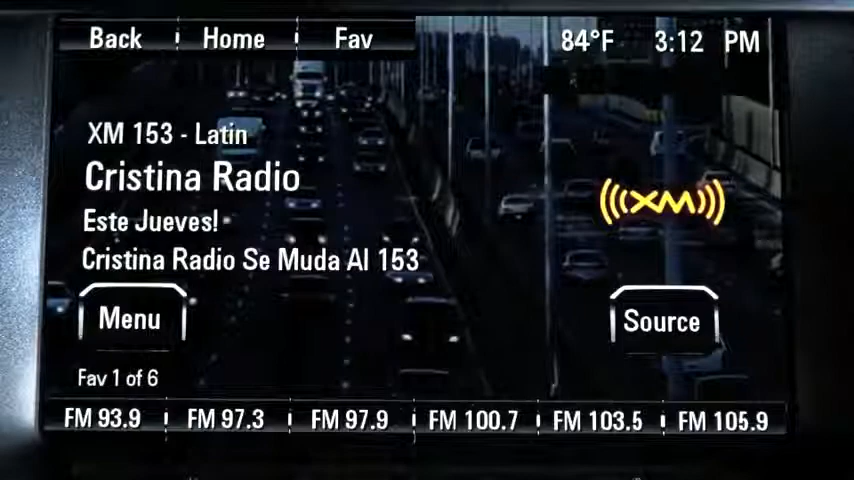 Back Home Fav 84°F 3:12 PM
XM 153 - Latin
Cristina Radio
Este Jueves!
Cristina Radio Se Muda Al 153
XM
Menu Source
Fav 1 of 6
FM 93.9 FM 97.3 FM 97.9 FM 100.7 FM 103.5 FM 105.9